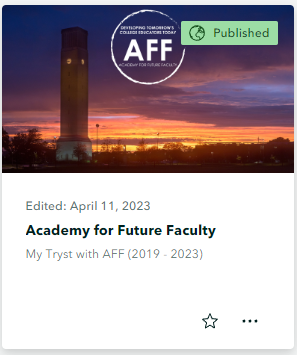 DEVELOPING TOMORROW'S
COLLEGE EDUCATORS TODAY
AFF
ACADEMY FOR FUTURE FACULTY
Published
Edited: April 11, 2023
Academy for Future Faculty
My Tryst with AFF (2019 - 2023)